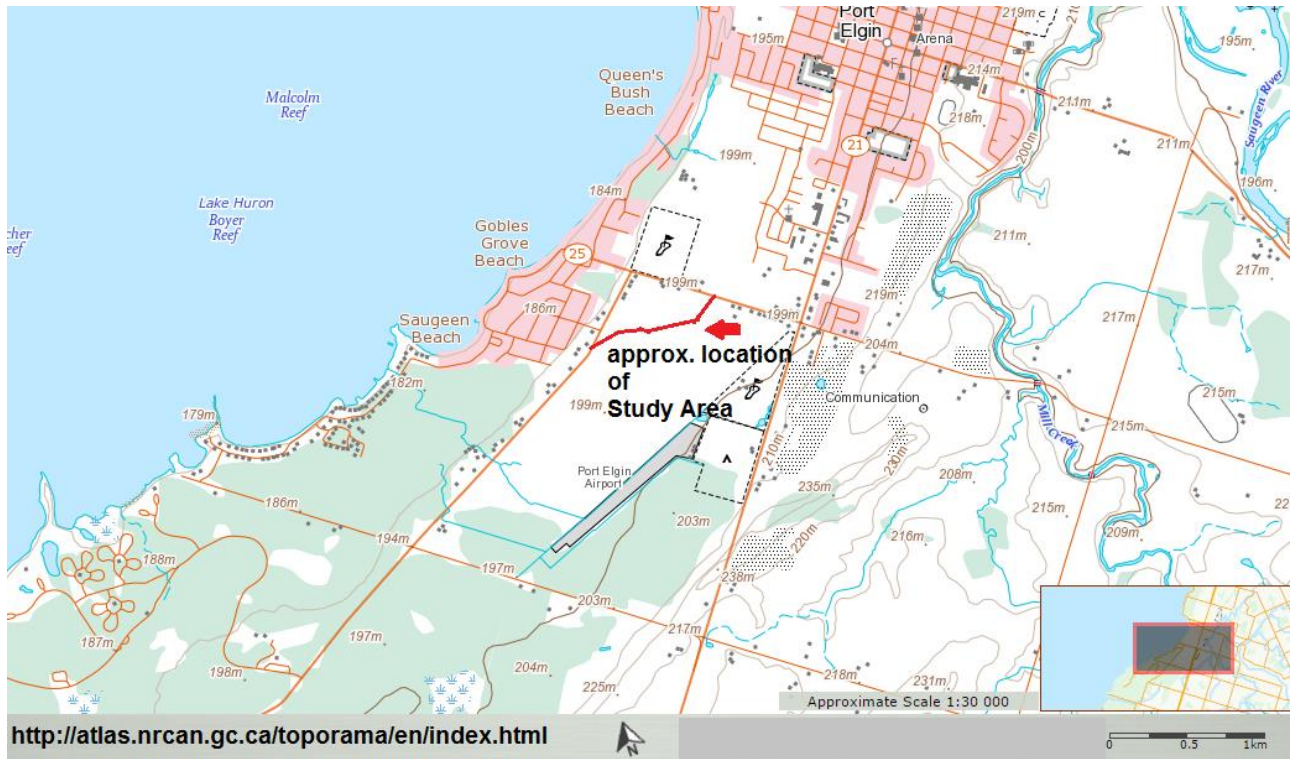 Port
Elgin
Arena
219m
210
195m
195m
214m
Queen's
Bush
Beach
Malcolm
Reef
211m
218m
200m
211m
Saugeen River
21
199m
196m
184m
Lake Huron
Boyer
Reef
Gobles
Grove
Beach
cher
eef
25
211m
217m
199m
219m
186m
199m
217m
Saugeen
Beach
204m
approx. location
of
Study Area
182m
199m
Communication
215m
179m
Mill Creek
215m
210m
230m
Port Elgin
Airport
235m
208m
186m
215m
22
203m
220m
216m
209m
194m
188m
197m
238m
203m
217m
187m
197m
198m
204m
225m
218m
231m
Approximate Scale 1:30 000
http://atlas.nrcan.gc.ca/toporama/en/index.html
N
0 0.5 1km